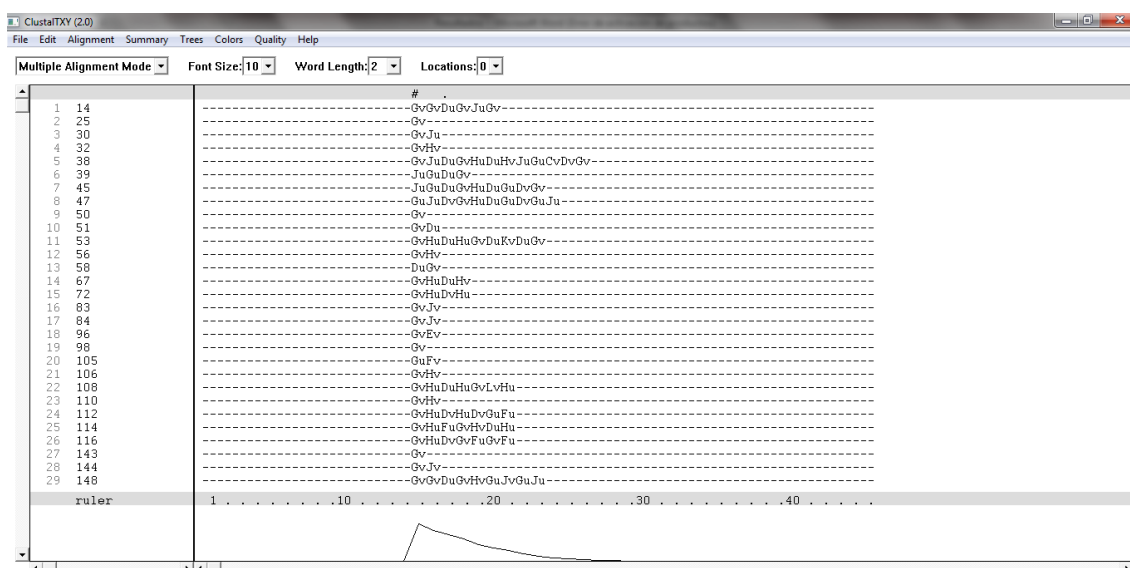 ClustalTXY (2.0)
File Edit Alignment Summary Trees Colors Quality Help
Multiple Alignment Mode Font Size: 10 Word Length: 2 Locations: 0
# .
1 14 ----------------------------GvGvDuGvJuGv--------------------------------------------------
2 25 ----------------------------Gv------------------------------------------------------------
3 30 ----------------------------GvJu----------------------------------------------------------
4 32 ----------------------------GvHv----------------------------------------------------------
5 38 ----------------------------GvJuDuGvHuDuHvJuGuCvDvGv--------------------------------------
6 39 ----------------------------JuGuDuGv------------------------------------------------------
7 45 ----------------------------JuGuDuGvHuDuGuDvGv--------------------------------------------
8 47 ----------------------------GuJuDvGvHuDuGuDvGuJu------------------------------------------
9 50 ----------------------------Gv------------------------------------------------------------
10 51 ----------------------------GvDu----------------------------------------------------------
11 53 ----------------------------GvHuDuHuGvDuKvDuGv--------------------------------------------
12 56 ----------------------------GvHv----------------------------------------------------------
13 58 ----------------------------DuGv----------------------------------------------------------
14 67 ----------------------------GvHuDuHv------------------------------------------------------
15 72 ----------------------------GvHuDvHu------------------------------------------------------
16 83 ----------------------------GvJv----------------------------------------------------------
17 84 ----------------------------GvJv----------------------------------------------------------
18 96 ----------------------------GvEv----------------------------------------------------------
19 98 ----------------------------Gv------------------------------------------------------------
20 105 ----------------------------GuFv----------------------------------------------------------
21 106 ----------------------------GvHv----------------------------------------------------------
22 108 ----------------------------GvHuDuHuGvLvHu------------------------------------------------
23 110 ----------------------------GvHv----------------------------------------------------------
24 112 ----------------------------GvHuDvHuDvGuFu------------------------------------------------
25 114 ----------------------------GvHuFuGvHvDuHu------------------------------------------------
26 116 ----------------------------GvHuDvGvFuGvFu------------------------------------------------
27 143 ----------------------------Gv------------------------------------------------------------
28 144 ----------------------------GvJv----------------------------------------------------------
29 148 ----------------------------GvGvDuGvHvGuJvGuJu--------------------------------------------
ruler 1 . . . . . . . .10 . . . . . . . . .20 . . . . . . . . .30 . . . . . . . . .40 . . . . .